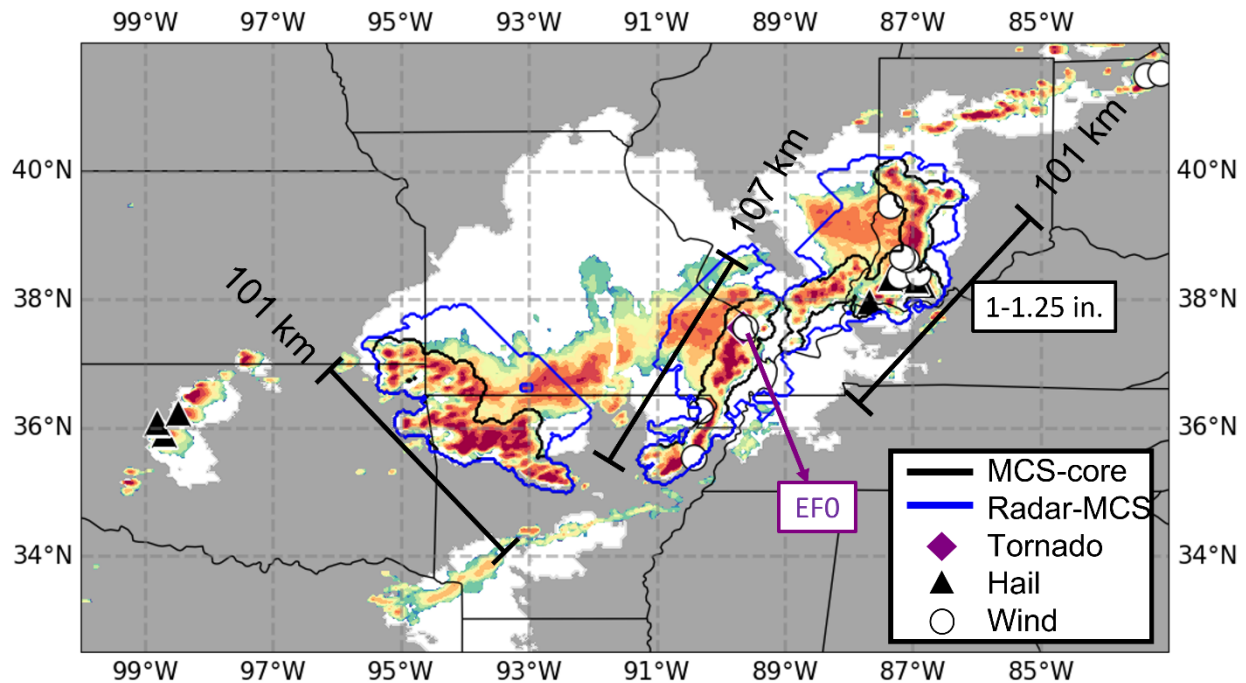 99°W 97°W 95°W 93°W 91°W 89°W 87°W 85°W
40°N 40°N
101 km
107 km
38°N 38°N
101 km
1-1.25 in.
36°N 36°N
MCS-core
Radar-MCS
EF0
Tornado
34°N 34°N
Hail
Wind
99°W 97°W 95°W 93°W 91°W 89°W 87°W 85°W